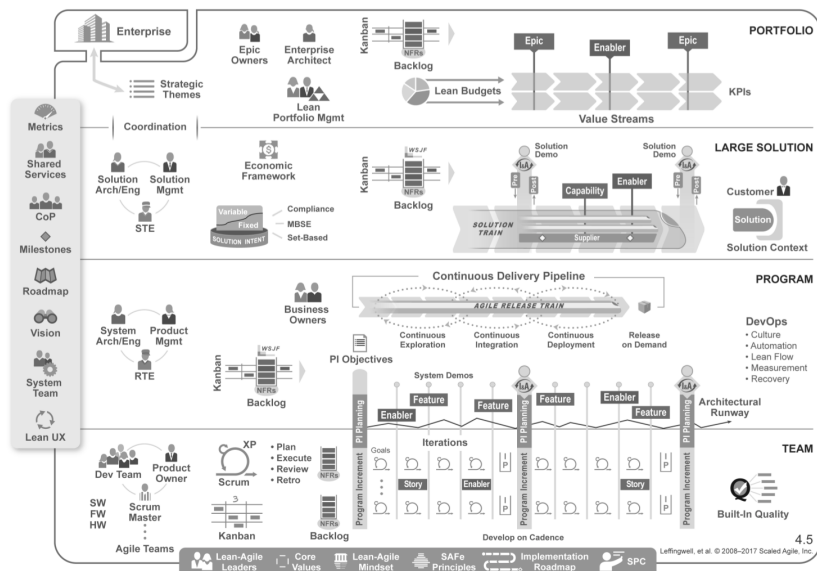 Enterprise
Epic
Owners
Enterprise
Architect
Kanban
NFRs
Backlog
Epic
Enabler
Epic
PORTFOLIO
Strategic
Themes
Lean
Portfolio Mgmt
Lean Budgets
KPIs
Value Streams
Metrics
Shared
Services
CoP
Milestones
Roadmap
Vision
System
Team
Lean UX
Coordination
Solution
Arch/Eng
Solution
Mgmt
STE
Economic
Framework
Variable
Fixed
SOLUTION INTENT
Compliance
MBSE
Set-Based
Kanban
WSJF
NFRs
Backlog
Solution
Demo
I&A
Pre
Post
Capability
Enabler
Solution
Demo
I&A
Pre
Post
SOLUTION
TRAIN
Supplier
LARGE SOLUTION
Customer
Solution
Solution Context
Business
Owners
Continuous Delivery Pipeline
AGILE RELEASE TRAIN
Continuous
Exploration
Continuous
Integration
Continuous
Deployment
Release
on Demand
PROGRAM
DevOps
• Culture
• Automation
• Lean Flow
• Measurement
• Recovery
System
Arch/Eng
Product
Mgmt
RTE
Kanban
WSJF
NFRs
Backlog
PI Objectives
System Demos
PI Planning
Enabler
Feature
Feature
I&A
PI Planning
Feature
Enabler
Feature
I&A
PI Planning
Architectural
Runway
Dev Team
Product
Owner
Scrum
Master
SW
FW
HW
Agile Teams
XP
Scrum
• Plan
• Execute
• Review
• Retro
NFRs
3
Kanban
NFRs
Backlog
Iterations
Program Increment
Goals
Story
Enabler
I
P
I
P
Program Increment
Story
I
P
I
P
Program Increment
Develop on Cadence
TEAM
Built-In Quality
4.5
Leffingwell, et al. © 2008–2017 Scaled Agile, Inc.
Lean-Agile
Leaders
Core
Values
Lean-Agile
Mindset
SAFe
Principles
Implementation
Roadmap
SPC